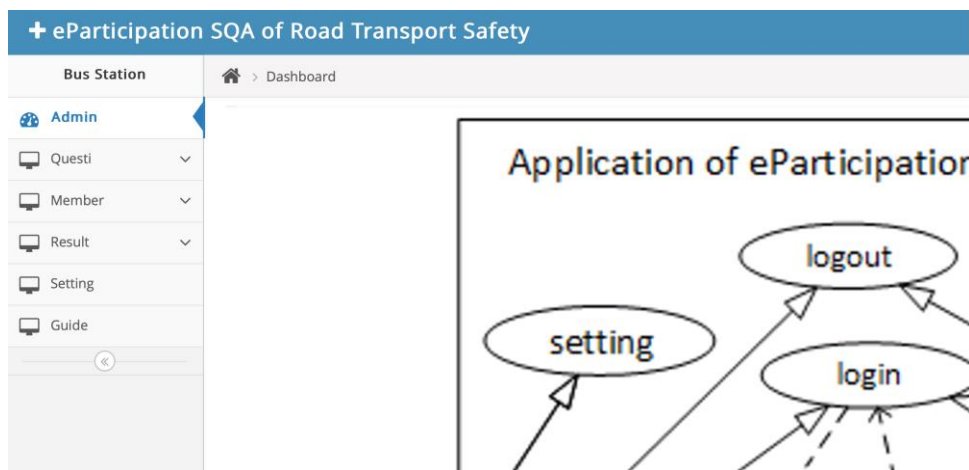 eParticipation SQA of Road Transport Safety
Bus Station
> Dashboard
Admin
Questi
Member
Result
Setting
Guide
Application of eParticipation
logout
setting
login